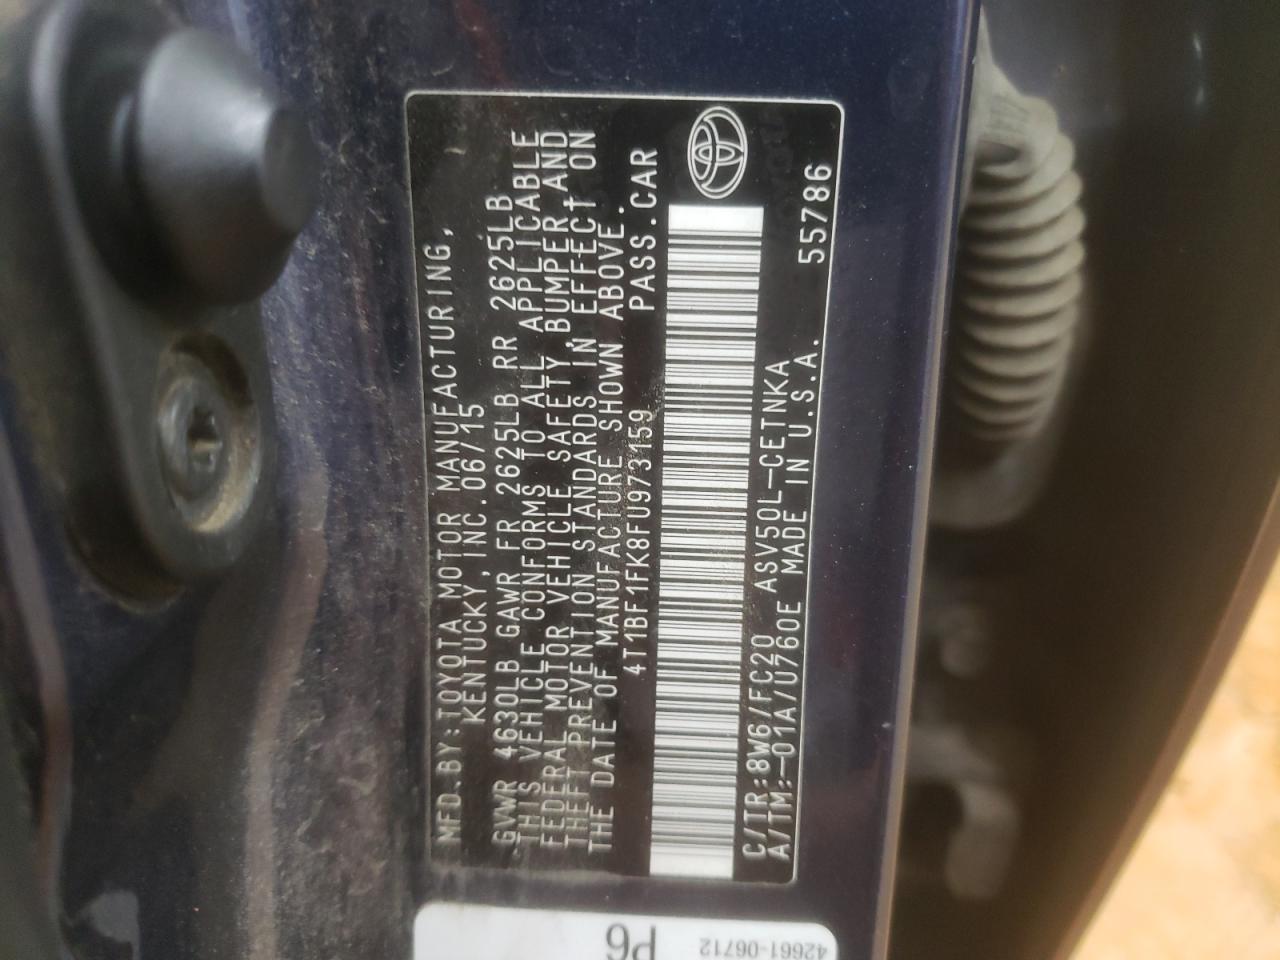 MFD.BY:TOYOTA MOTOR MANUFACTURING,
KENTUCKY,INC.06/15
GVWR 4630LB GAWR FR 2625LB RR 2625LB
THIS VEHICLE CONFORMS TO ALL APPLICABLE
FEDERAL MOTOR VEHICLE SAFETY,BUMPER,AND
THEFT PREVENTION STANDARDS IN EFFECT ON
THE DATE OF MANUFACTURE SHOWN ABOVE.
4T1BF1FK8FU973159 PASS.CAR
C/TR:8W6/FC20 ASV50L-CETNKA
A/TM:-01A/U760E MADE IN U.S.A. 55786
P6
42661-06712